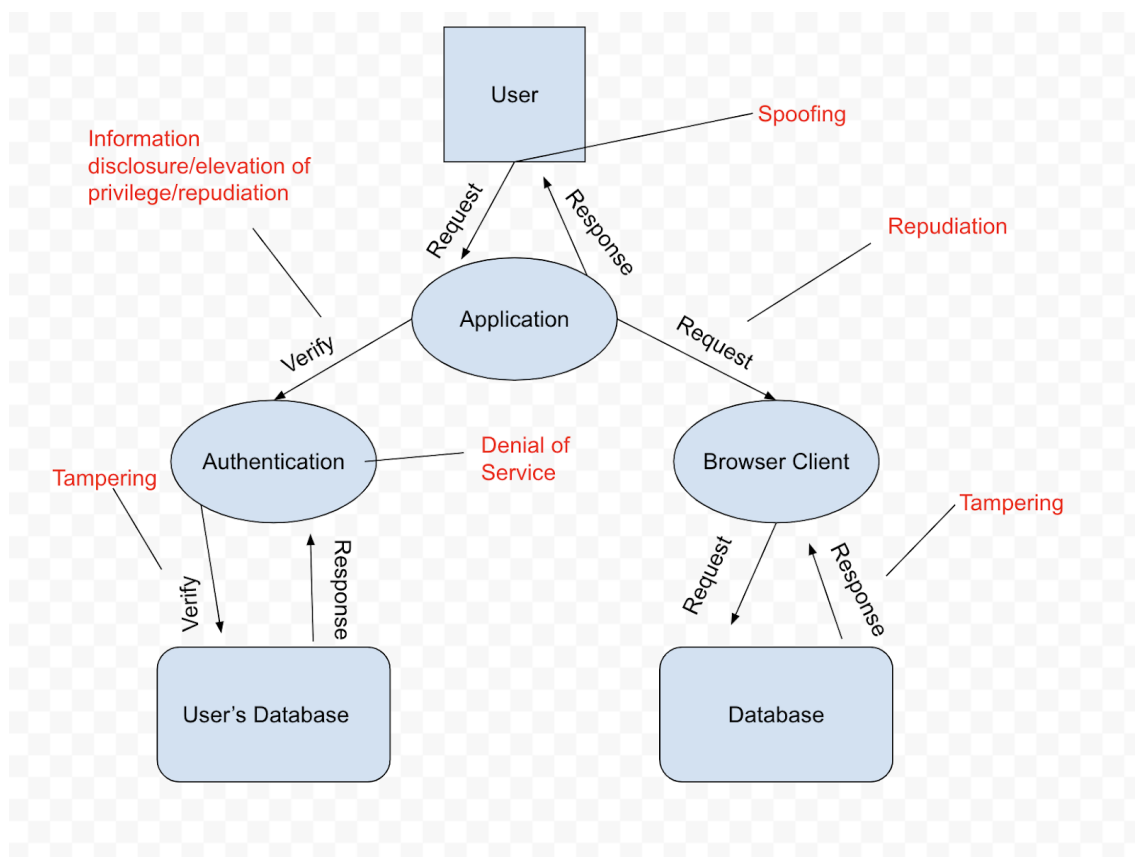 User
Spoofing
Information
disclosure/elevation of
privilege/repudiation
Request
Response
Repudiation
Application
Verify
Request
Authentication
Denial of
Service
Browser Client
Tampering
Tampering
Verify
Response
Request
Response
User's Database
Database